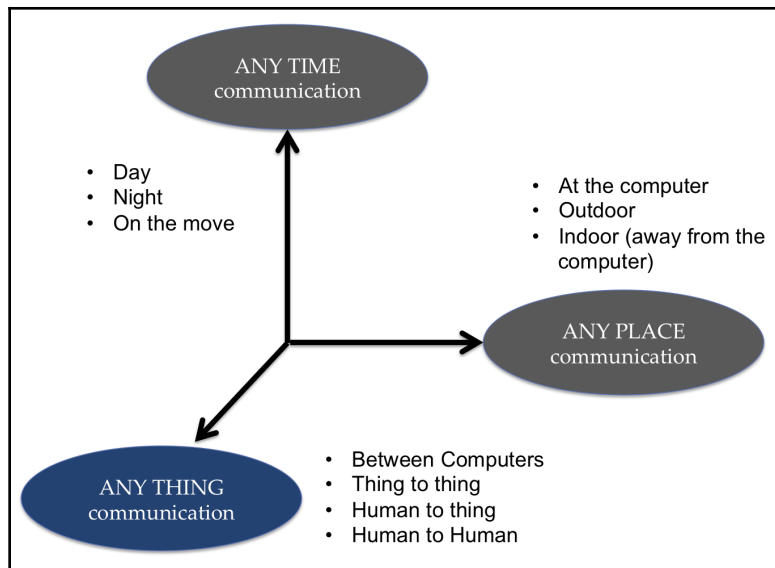 ANY TIME
communication
• Day
• Night
• On the move
• At the computer
• Outdoor
• Indoor (away from the
computer)
ANY PLACE
communication
ANY THING
communication
• Between Computers
• Thing to thing
• Human to thing
• Human to Human